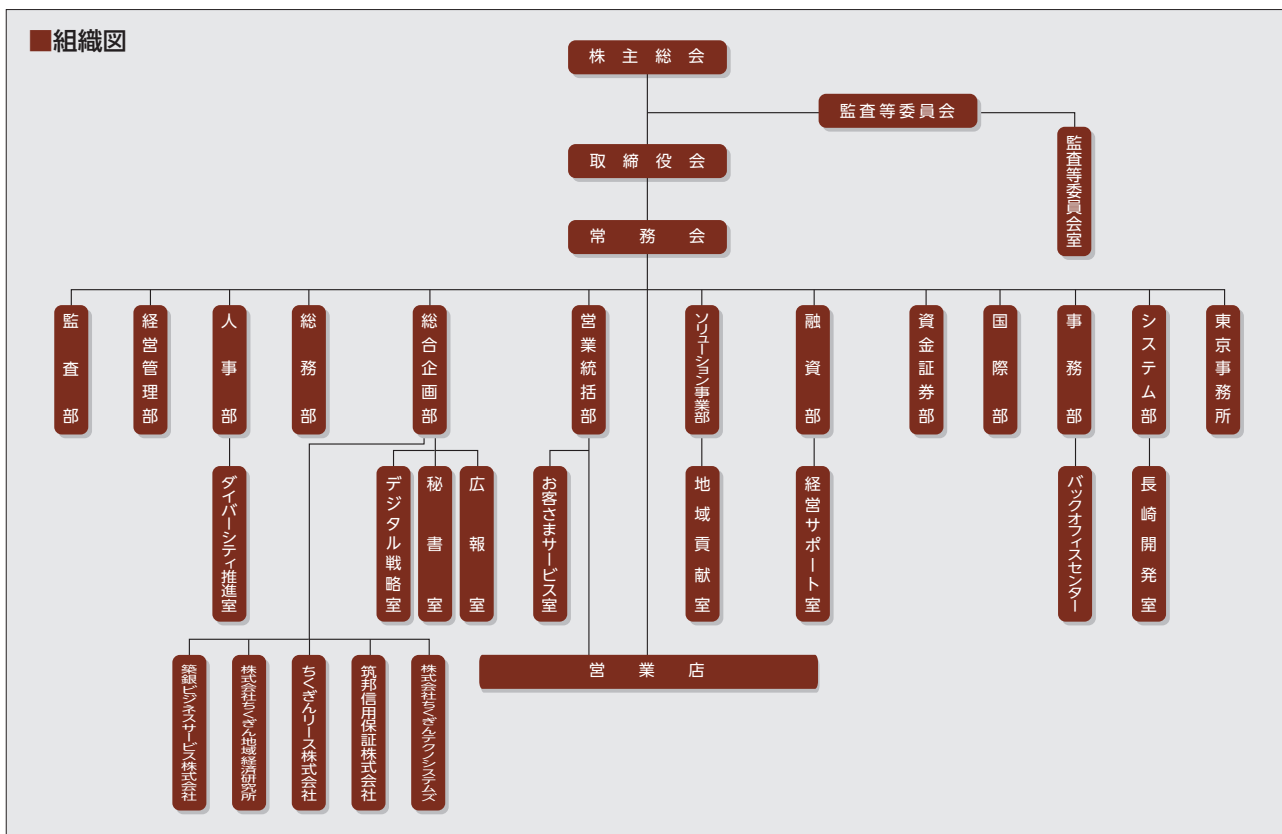 ■組織図
株主総会
監査等委員会
監査等委員会室
取締役会
常務会
監査部
経営管理部
人事部
総務部
総合企画部
営業統括部
ソリューション事業部
融資部
資金証券部
国際部
事務部
システム部
東京事務所
ダイバーシティ推進室
デジタル戦略室
秘書室
広報室
お客さまサービス室
地域貢献室
経営サポート室
バックオフィスセンター
長崎開発室
営業店
築銀ビジネスサービス株式会社
株式会社ちくぎん地域経済研究所
ちくぎんリース株式会社
筑邦信用保証株式会社
株式会社ちくぎんテクノシステムズ